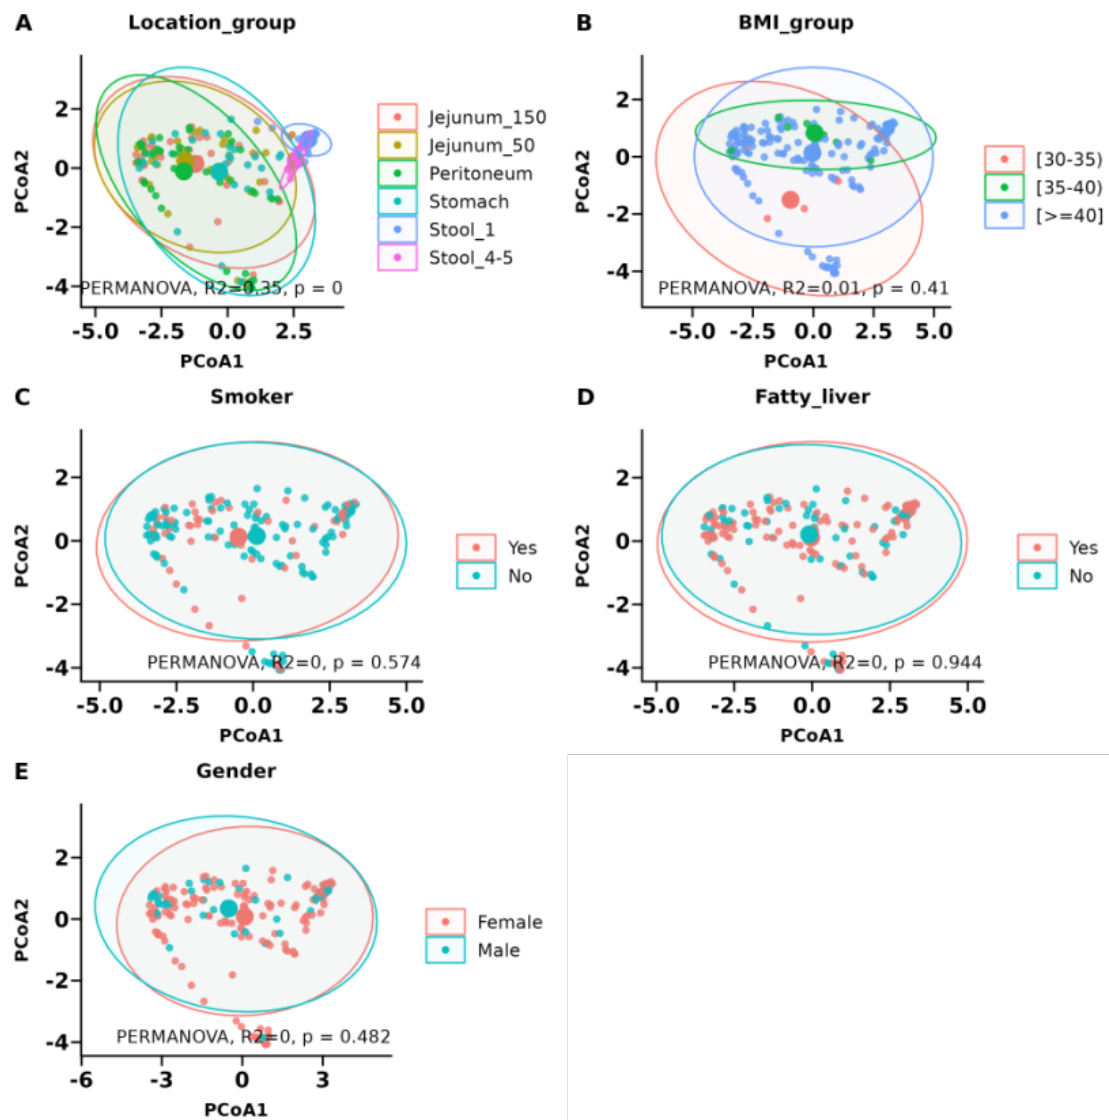 A Location_group
2
0
-2
-4
PCoA2
PERMANOVA, R2=0.35, p = 0
-5.0 -2.5 0.0 2.5
PCoA1
Jejunum_150
Jejunum_50
Peritoneum
Stomach
Stool_1
Stool_4-5
B BMI_group
2
0
-2
-4
PCoA2
PERMANOVA, R2=0.01, p = 0.41
-5.0 -2.5 0.0 2.5 5.0
PCoA1
[30-35)
[35-40)
[>=40]
C Smoker
2
0
-2
-4
PCoA2
PERMANOVA, R2=0, p = 0.574
-5.0 -2.5 0.0 2.5 5.0
PCoA1
Yes
No
D Fatty_liver
2
0
-2
-4
PCoA2
PERMANOVA, R2=0, p = 0.944
-5.0 -2.5 0.0 2.5 5.0
PCoA1
Yes
No
E Gender
2
0
-2
-4
PCoA2
PERMANOVA, R2=0, p = 0.482
-6 -3 0 3
PCoA1
Female
Male